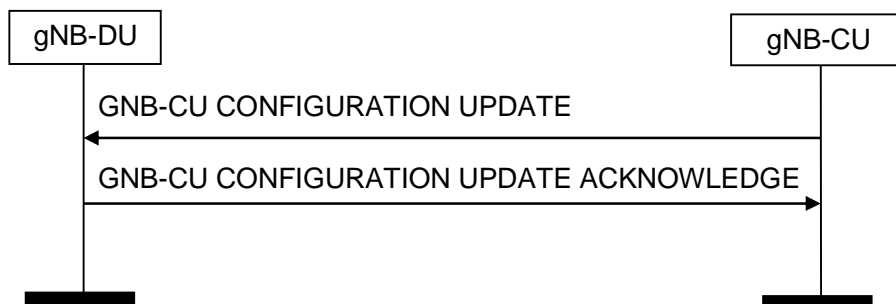 gNB-DU
gNB-CU
GNB-CU CONFIGURATION UPDATE
GNB-CU CONFIGURATION UPDATE ACKNOWLEDGE